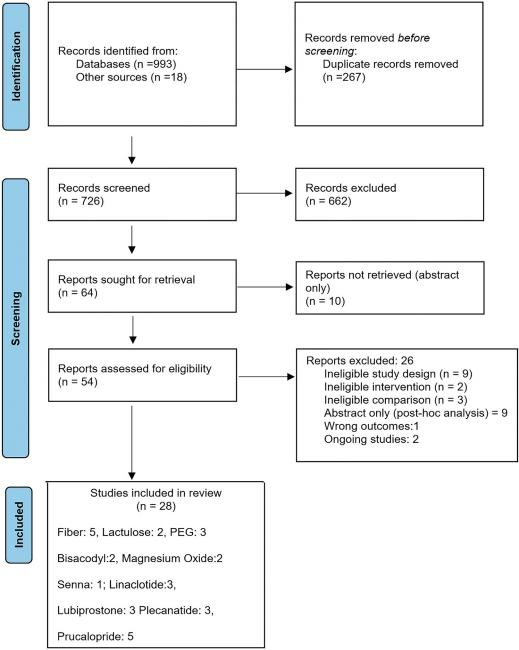 Identification
Records identified from:
Databases (n =993)
Other sources (n =18)
Records removed before
screening:
Duplicate records removed
(n =267)
Screening
Records screened
(n = 726)
Records excluded
(n = 662)
Reports sought for retrieval
(n = 64)
Reports not retrieved (abstract
only)
(n = 10)
Reports assessed for eligibility
(n = 54)
Reports excluded: 26
Ineligible study design (n = 9)
Ineligible intervention (n = 2)
Ineligible comparison (n = 3)
Abstract only (post-hoc analysis) = 9
Wrong outcomes:1
Ongoing studies: 2
Included
Studies included in review
(n = 28)
Fiber: 5, Lactulose: 2, PEG: 3
Bisacodyl:2, Magnesium Oxide:2
Senna: 1; Linaclotide:3,
Lubiprostone: 3 Plecanatide: 3,
Prucalopride: 5